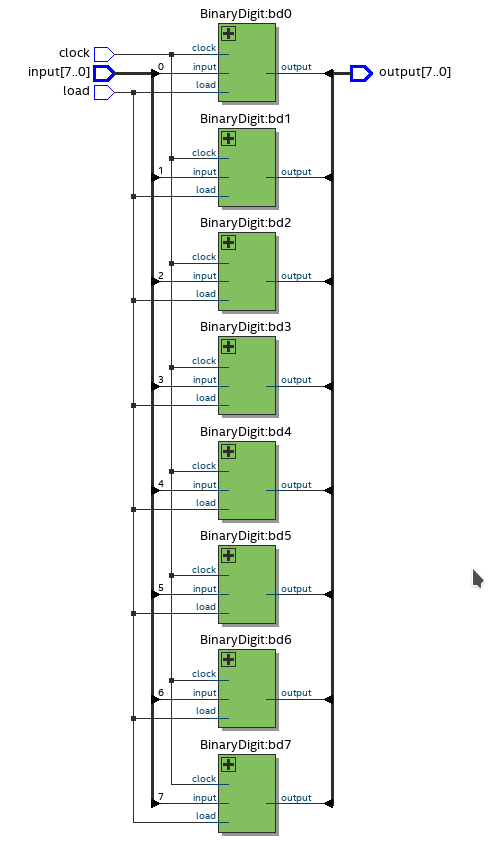 BinaryDigit:bd0
clock
clock
input[7..0]
0
input
output
output[7..0]
load
load
BinaryDigit:bd1
clock
1
input
output
load
BinaryDigit:bd2
clock
2
input
output
load
BinaryDigit:bd3
clock
3
input
output
load
BinaryDigit:bd4
clock
4
input
output
load
BinaryDigit:bd5
clock
5
input
output
load
BinaryDigit:bd6
clock
6
input
output
load
BinaryDigit:bd7
clock
7
input
output
load